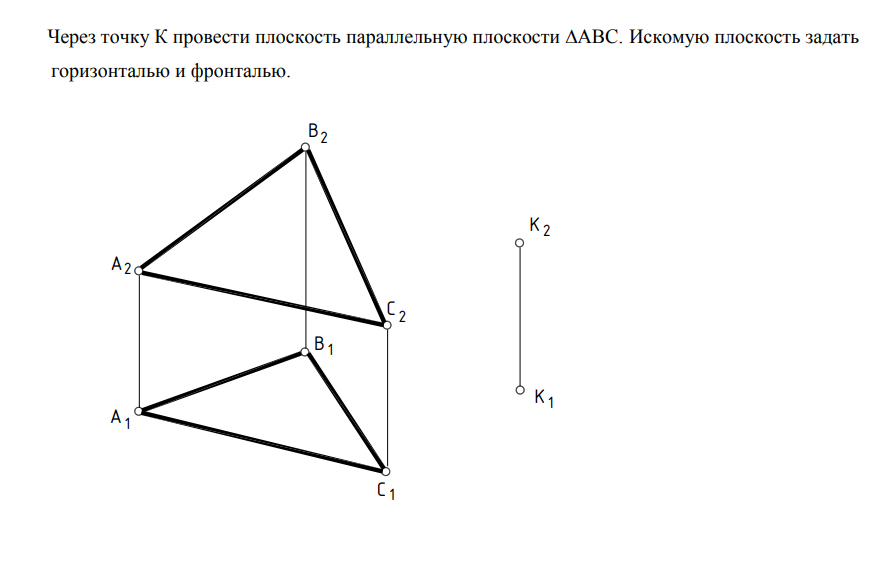 Через точку К провести плоскость параллельную плоскости ΔАВС. Искомую плоскость задать
горизонталью и фронталью.
B2
K2
A2
C2
B1
K1
A1
C1